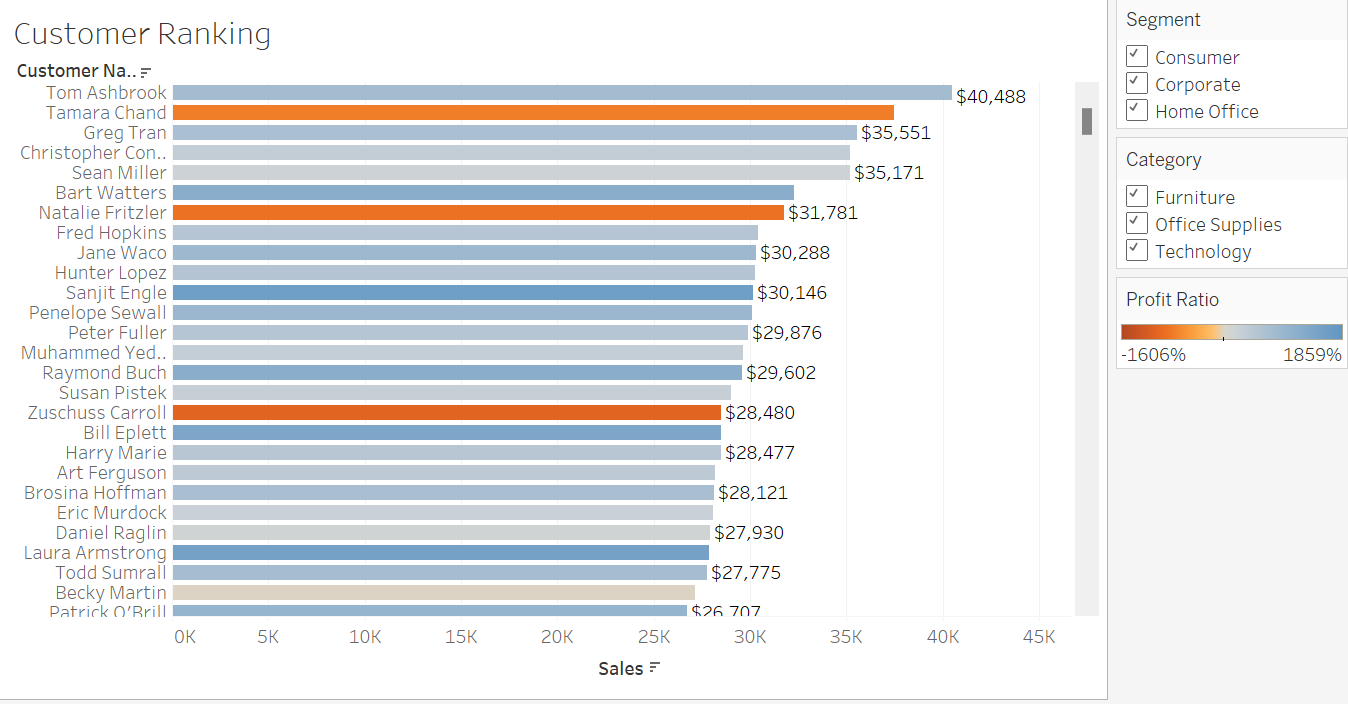 Customer Ranking
Customer Na..
Tom Ashbrook $40,488
Tamara Chand
Greg Tran $35,551
Christopher Con..
Sean Miller $35,171
Bart Watters
Natalie Fritzler $31,781
Fred Hopkins
Jane Waco $30,288
Hunter Lopez
Sanjit Engle $30,146
Penelope Sewall
Peter Fuller $29,876
Muhammed Yed..
Raymond Buch $29,602
Susan Pistek
Zuschuss Carroll $28,480
Bill Eplett
Harry Marie $28,477
Art Ferguson
Brosina Hoffman $28,121
Eric Murdock
Daniel Raglin $27,930
Laura Armstrong
Todd Sumrall $27,775
Becky Martin
Patrick O'Brill $26,707
0K 5K 10K 15K 20K 25K 30K 35K 40K 45K
Sales
Segment
Consumer
Corporate
Home Office
Category
Furniture
Office Supplies
Technology
Profit Ratio
-1606% 1859%